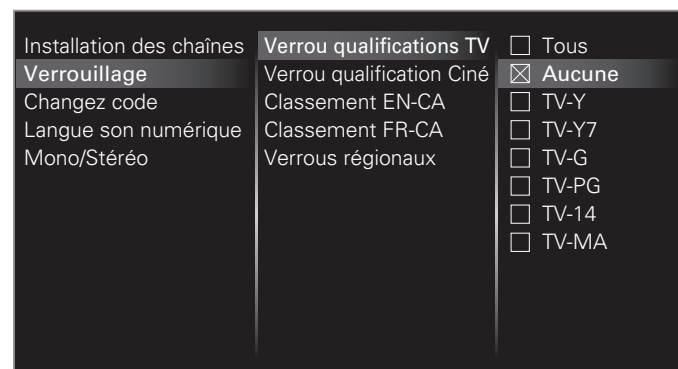 Installation des chaînes
Verrouillage
Changez code
Langue son numérique
Mono/Stéréo
Verrou qualifications TV
Verrou qualification Ciné
Classement EN-CA
Classement FR-CA
Verrous régionaux
Tous
Aucune
TV-Y
TV-Y7
TV-G
TV-PG
TV-14
TV-MA